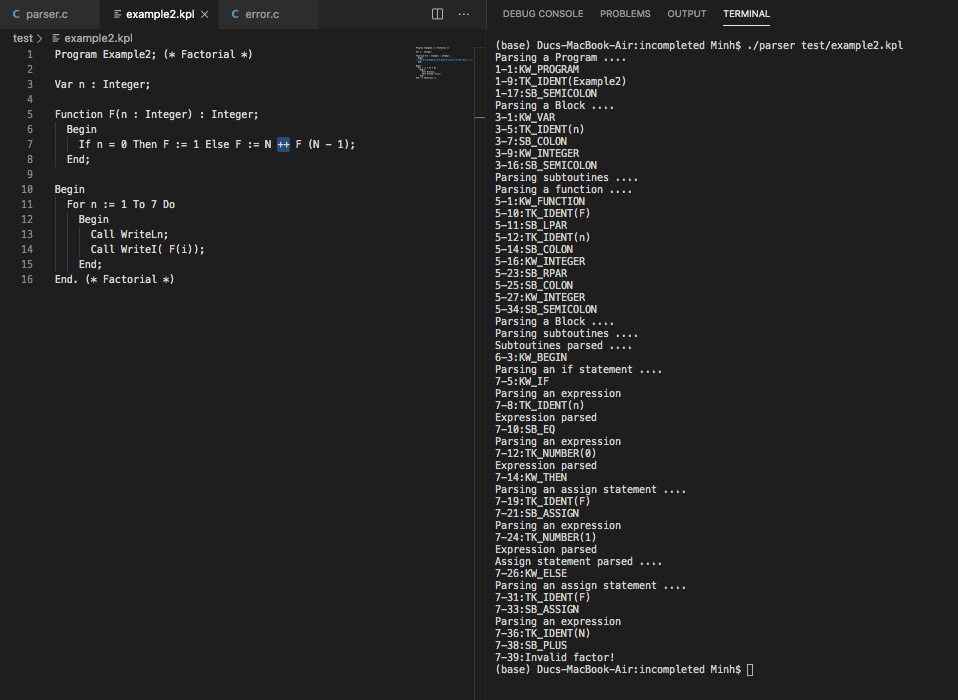 parser.c
example2.kpl
error.c
test > example2.kpl
1 Program Example2; (* Factorial *)
2
3 Var n : Integer;
4
5 Function F(n : Integer) : Integer;
6 Begin
7 If n = 0 Then F := 1 Else F := N ++ F (N - 1);
8 End;
9
10 Begin
11 For n := 1 To 7 Do
12 Begin
13 Call WriteLn;
14 Call WriteI( F(i));
15 End;
16 End. (* Factorial *)
DEBUG CONSOLE PROBLEMS OUTPUT TERMINAL
(base) Ducs-MacBook-Air:incompleted Minh$ ./parser test/example2.kpl
Parsing a Program ....
1-1:KW_PROGRAM
1-9:TK_IDENT(Example2)
1-17:SB_SEMICOLON
Parsing a Block ....
3-1:KW_VAR
3-5:TK_IDENT(n)
3-7:SB_COLON
3-9:KW_INTEGER
3-16:SB_SEMICOLON
Parsing subtoutines ....
Parsing a function ....
5-1:KW_FUNCTION
5-10:TK_IDENT(F)
5-11:SB_LPAR
5-12:TK_IDENT(n)
5-14:SB_COLON
5-16:KW_INTEGER
5-23:SB_RPAR
5-25:SB_COLON
5-27:KW_INTEGER
5-34:SB_SEMICOLON
Parsing a Block ....
Parsing subtoutines ....
Subtoutines parsed ....
6-3:KW_BEGIN
Parsing an if statement ....
7-5:KW_IF
Parsing an expression
7-8:TK_IDENT(n)
Expression parsed
7-10:SB_EQ
Parsing an expression
7-12:TK_NUMBER(0)
Expression parsed
7-14:KW_THEN
Parsing an assign statement ....
7-19:TK_IDENT(F)
7-21:SB_ASSIGN
Parsing an expression
7-24:TK_NUMBER(1)
Expression parsed
Assign statement parsed ....
7-26:KW_ELSE
Parsing an assign statement ....
7-31:TK_IDENT(F)
7-33:SB_ASSIGN
Parsing an expression
7-36:TK_IDENT(N)
7-38:SB_PLUS
7-39:Invalid factor!
(base) Ducs-MacBook-Air:incompleted Minh$